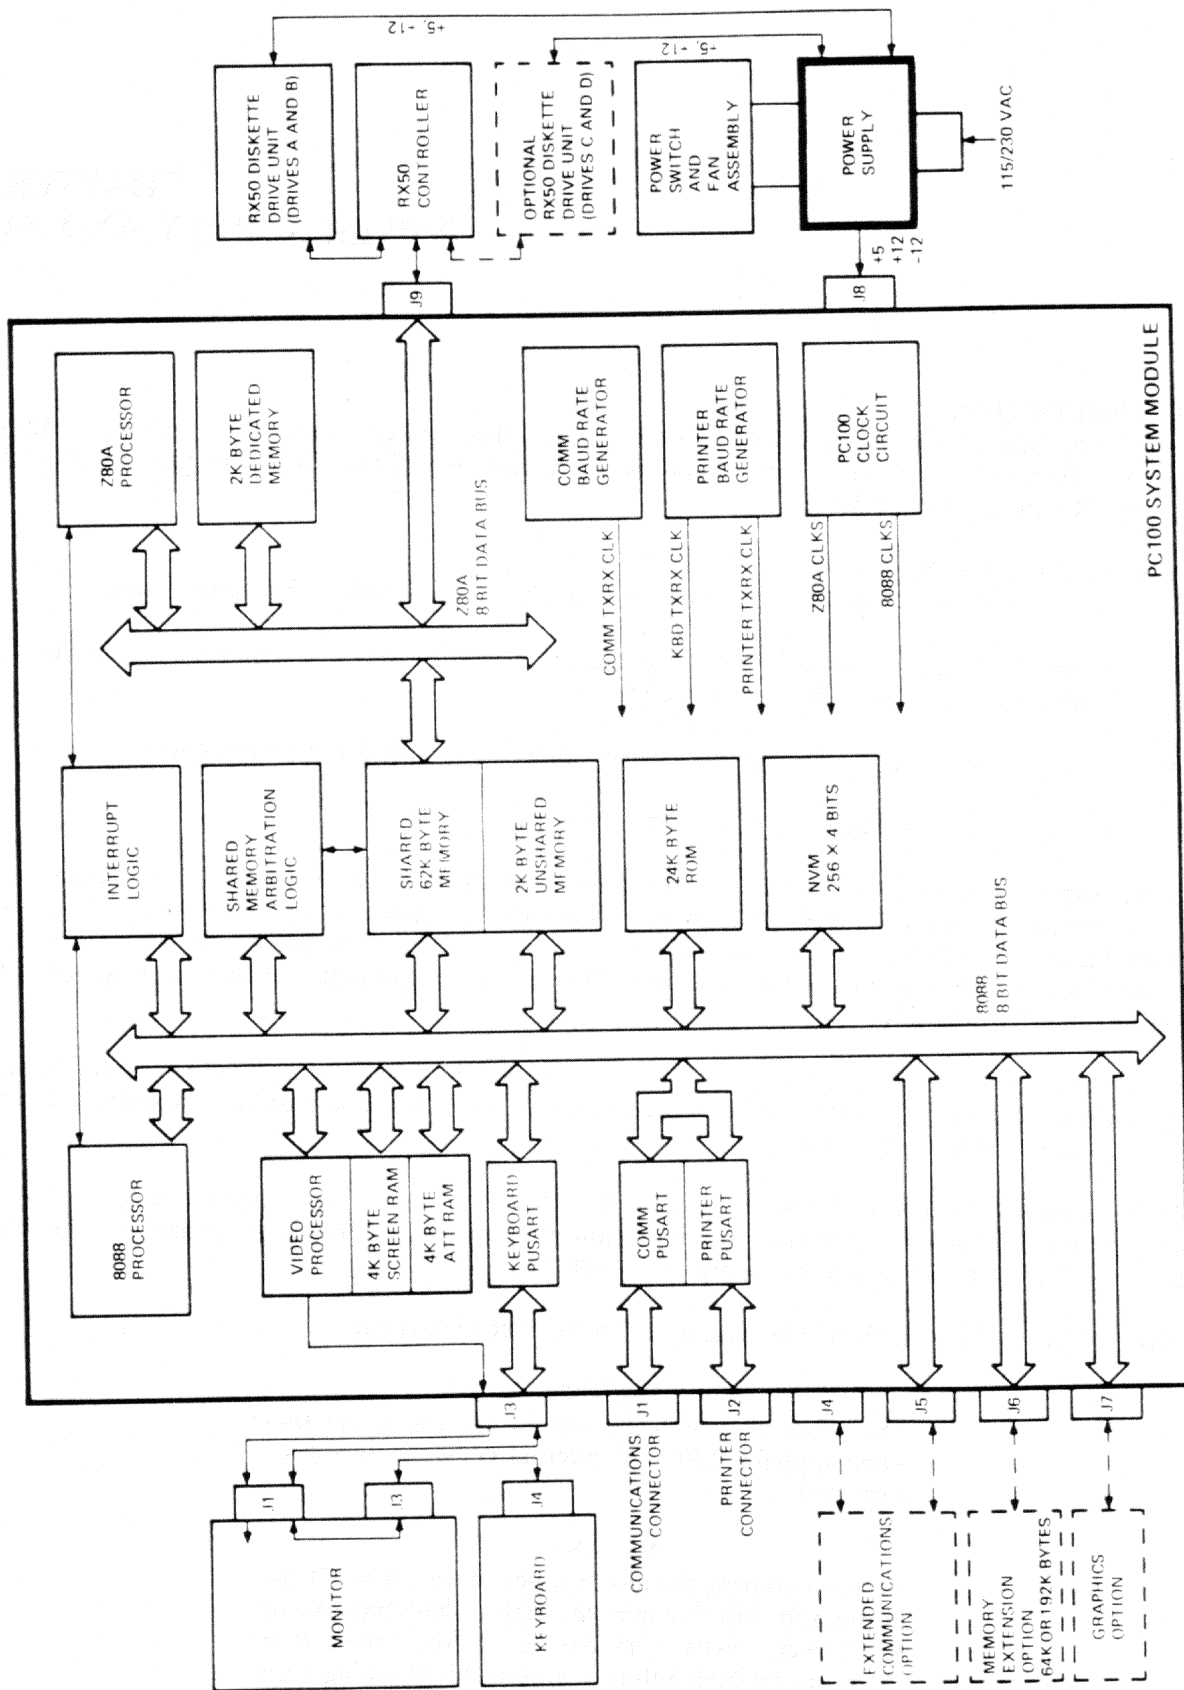 MONITOR
J1
J3
KEYBOARD
J4
COMMUNICATIONS
CONNECTOR
PRINTER
CONNECTOR
EXTENDED
COMMUNICATIONS
OPTION
MEMORY
EXTENSION
OPTION
64K OR 192K BYTES
GRAPHICS
OPTION
J3
J1
J2
J4
J5
J6
J7
8088
PROCESSOR
VIDEO
PROCESSOR
4K BYTE
SCREEN RAM
4K BYTE
ATT RAM
KEYBOARD
PUSART
COMM
PUSART
PRINTER
PUSART
8088
8 BIT DATA BUS
INTERRUPT
LOGIC
SHARED
MEMORY
ARBITRATION
LOGIC
SHARED
62K BYTE
MEMORY
2K BYTE
UNSHARED
MEMORY
24K BYTE
ROM
NVM
256 X 4 BITS
Z80A
PROCESSOR
2K BYTE
DEDICATED
MEMORY
Z80A
8 BIT DATA BUS
COMM TXRX CLK
KBD TXRX CLK
PRINTER TXRX CLK
Z80A CLKS
8088 CLKS
COMM
BAUD RATE
GENERATOR
PRINTER
BAUD RATE
GENERATOR
PC100
CLOCK
CIRCUIT
PC100 SYSTEM MODULE
J9
J8
+5
+12
-12
RX50 DISKETTE
DRIVE UNIT
(DRIVES A AND B)
RX50
CONTROLLER
OPTIONAL
RX50 DISKETTE
DRIVE UNIT
(DRIVES C AND D)
POWER
SWITCH
AND
FAN
ASSEMBLY
POWER
SUPPLY
115/230 VAC
+5, +12
+5, +12